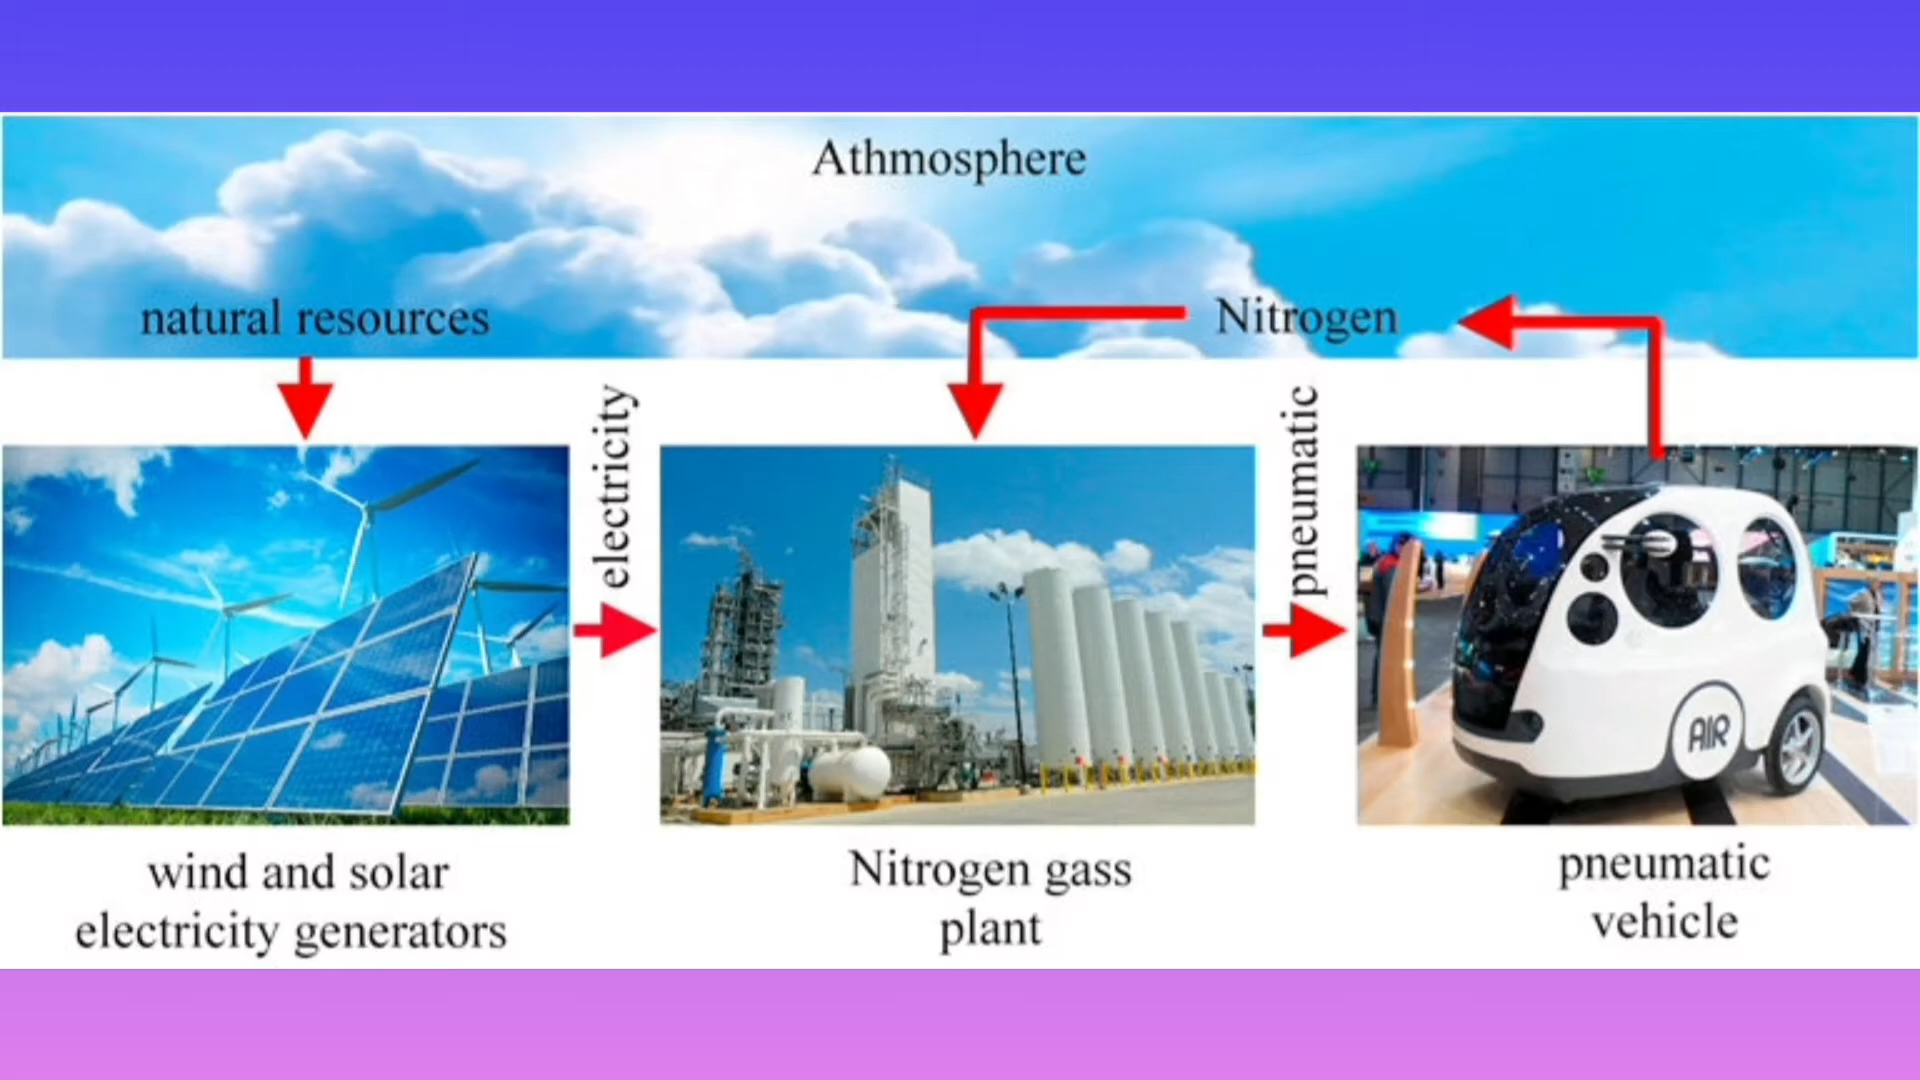 Athmosphere
natural resources
Nitrogen
electricity
pneumatic
AIR
wind and solar
electricity generators
Nitrogen gass
plant
pneumatic
vehicle